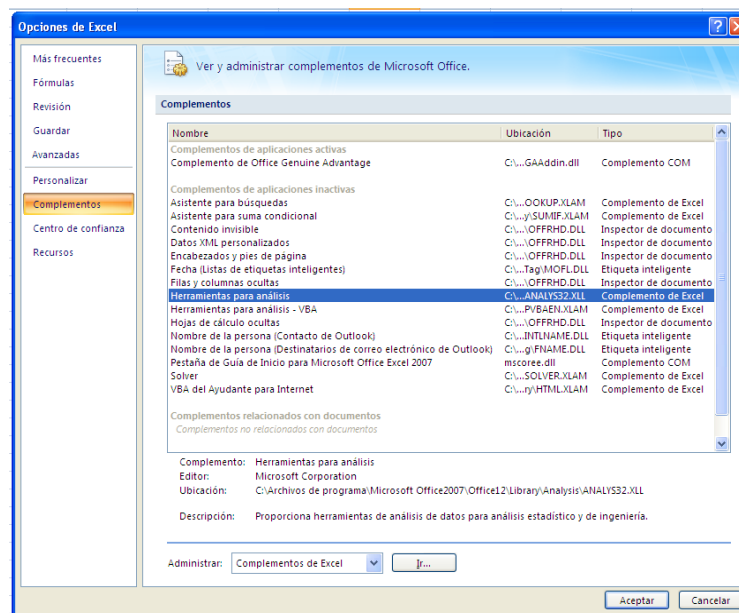 Opciones de Excel
Más frecuentes
Fórmulas
Revisión
Guardar
Avanzadas
Personalizar
Complementos
Centro de confianza
Recursos
Ver y administrar complementos de Microsoft Office.
Complementos
Nombre Ubicación Tipo
Complementos de aplicaciones activas
Complemento de Office Genuine Advantage C:\...GAAddin.dll Complemento COM
Complementos de aplicaciones inactivas
Asistente para búsquedas C:\...OOKUP.XLAM Complemento de Excel
Asistente para suma condicional C:\...y\SUMIF.XLAM Complemento de Excel
Contenido invisible C:\...\OFFRHD.DLL Inspector de documento
Datos XML personalizados C:\...\OFFRHD.DLL Inspector de documento
Encabezados y pies de página C:\...\OFFRHD.DLL Inspector de documento
Fecha (Listas de etiquetas inteligentes) C:\...Tag\MOFL.DLL Etiqueta inteligente
Filas y columnas ocultas C:\...\OFFRHD.DLL Inspector de documento
Herramientas para análisis C:\...ANALYS32.XLL Complemento de Excel
Herramientas para análisis - VBA C:\...PVBAEN.XLAM Complemento de Excel
Hojas de cálculo ocultas C:\...\OFFRHD.DLL Inspector de documento
Nombre de la persona (Contacto de Outlook) C:\...INTLNAME.DLL Etiqueta inteligente
Nombre de la persona (Destinatarios de correo electrónico de Outlook) C:\...g\FNAME.DLL Etiqueta inteligente
Pestaña de Guía de Inicio para Microsoft Office Excel 2007 mscoree.dll Complemento COM
Solver C:\...SOLVER.XLAM Complemento de Excel
VBA del Ayudante para Internet C:\...ry\HTML.XLAM Complemento de Excel
Complementos relacionados con documentos
Complementos no relacionados con documentos
Complemento: Herramientas para análisis
Editor: Microsoft Corporation
Ubicación: C:\Archivos de programa\Microsoft Office2007\Office12\Library\Analysis\ANALYS32.XLL
Descripción: Proporciona herramientas de análisis de datos para análisis estadístico y de ingeniería.
Administrar: Complementos de Excel Ir...
Aceptar Cancelar